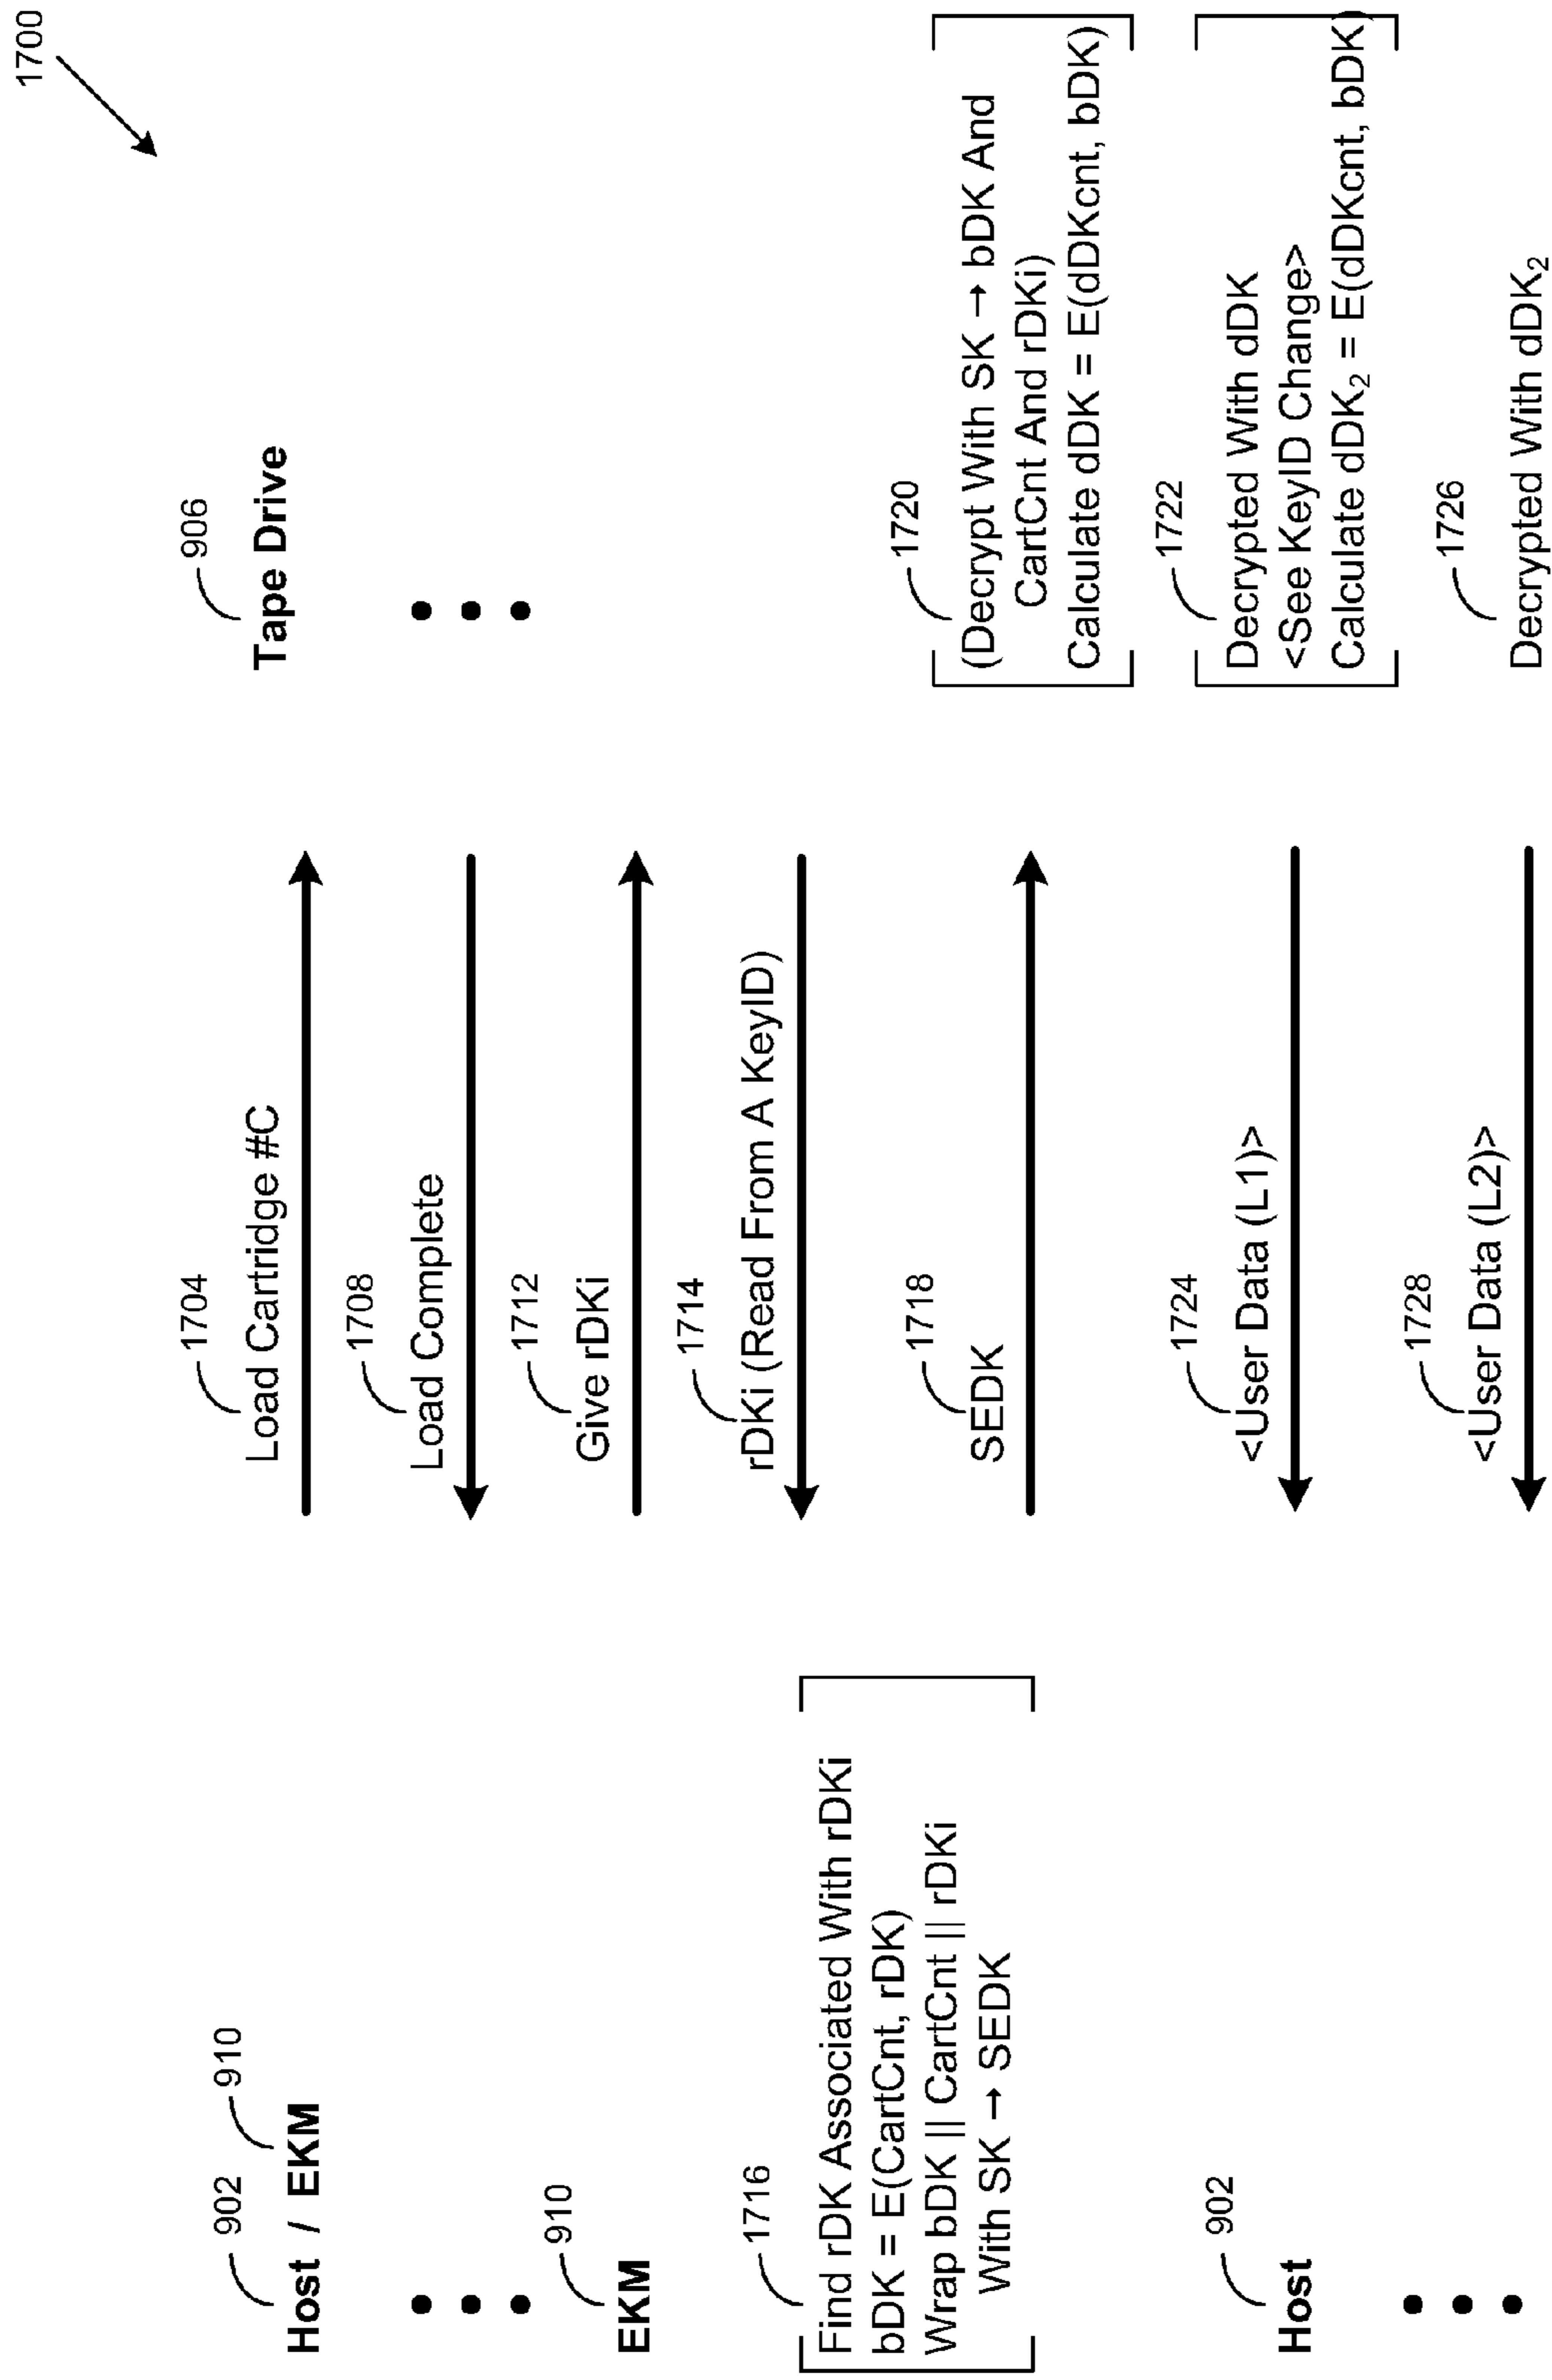 1700
902
910
906
Host / EKM
Tape Drive
1704
Load Cartridge #C
1708
Load Complete
910
EKM
1712
Give rDKi
1714
rDKi (Read From A KeyID)
1716
Find rDK Associated With rDKi
bDK = E(CartCnt, rDK)
Wrap bDK || CartCnt || rDKi
With SK → SEDK
1718
SEDK
1720
(Decrypt With SK → bDK And
CartCnt And rDKi)
Calculate dDK = E(dDKcnt, bDK)
1722
Decrypted With dDK
<See KeyID Change>
Calculate dDK₂ = E(dDKcnt, bDK)
902
Host
1724
<User Data (L1)>
1726
Decrypted With dDK₂
1728
<User Data (L2)>